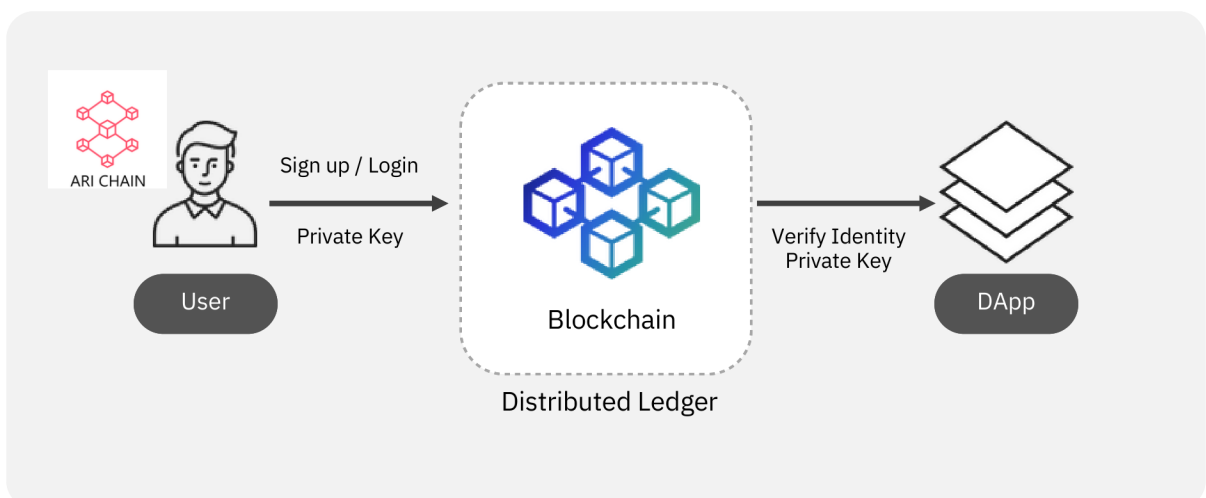 ARI CHAIN
Sign up / Login
Private Key
User
Blockchain
Distributed Ledger
Verify Identity
Private Key
DApp